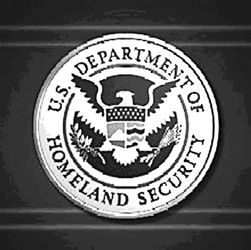 U.S. DEPARTMENT OF
HOMELAND SECURITY